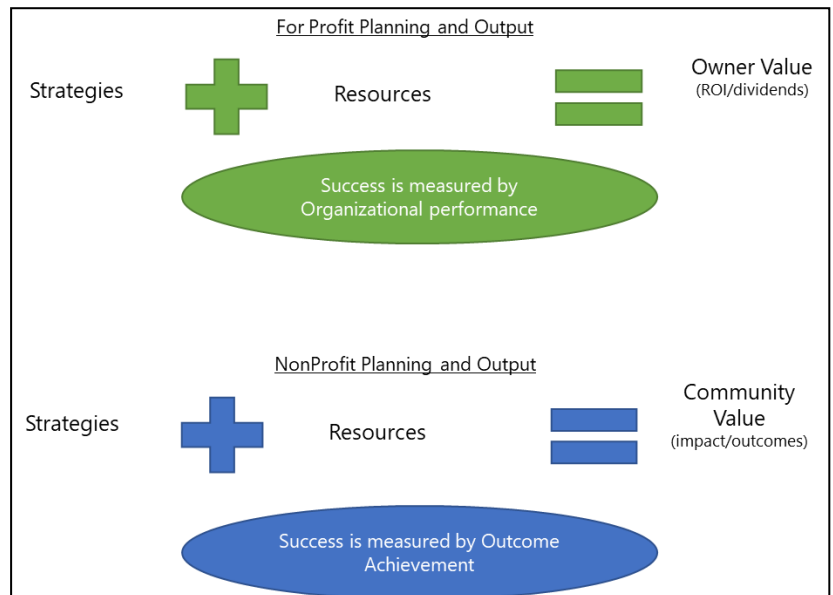 For Profit Planning and Output
Strategies
Resources
Owner Value
(ROI/dividends)
Success is measured by
Organizational performance
NonProfit Planning and Output
Strategies
Resources
Community
Value
(impact/outcomes)
Success is measured by Outcome
Achievement